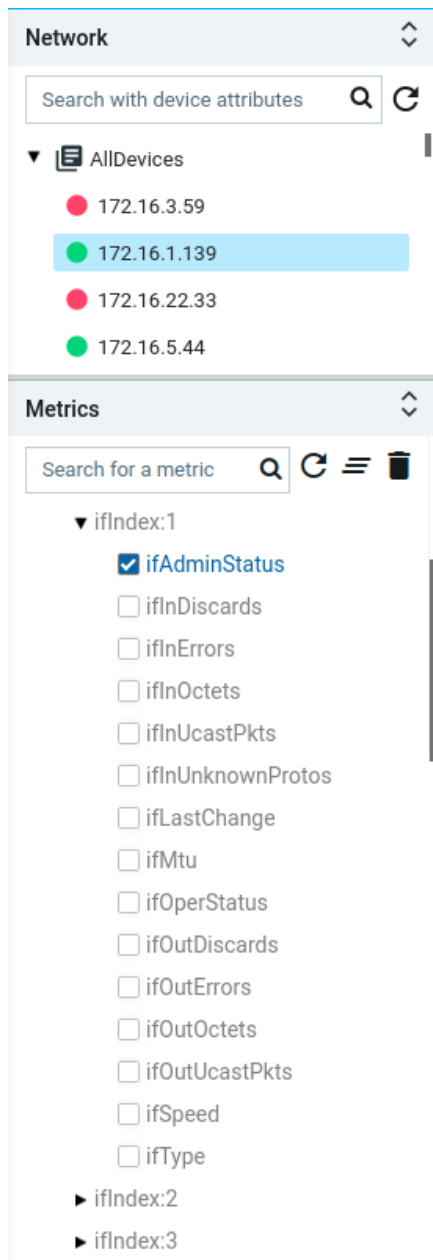 Network
Search with device attributes
AllDevices
172.16.3.59
172.16.1.139
172.16.22.33
172.16.5.44
Metrics
Search for a metric
ifIndex:1
ifAdminStatus
ifInDiscards
ifInErrors
ifInOctets
ifInUcastPkts
ifInUnknownProtos
ifLastChange
ifMtu
ifOperStatus
ifOutDiscards
ifOutErrors
ifOutOctets
ifOutUcastPkts
ifSpeed
ifType
ifIndex:2
ifIndex:3